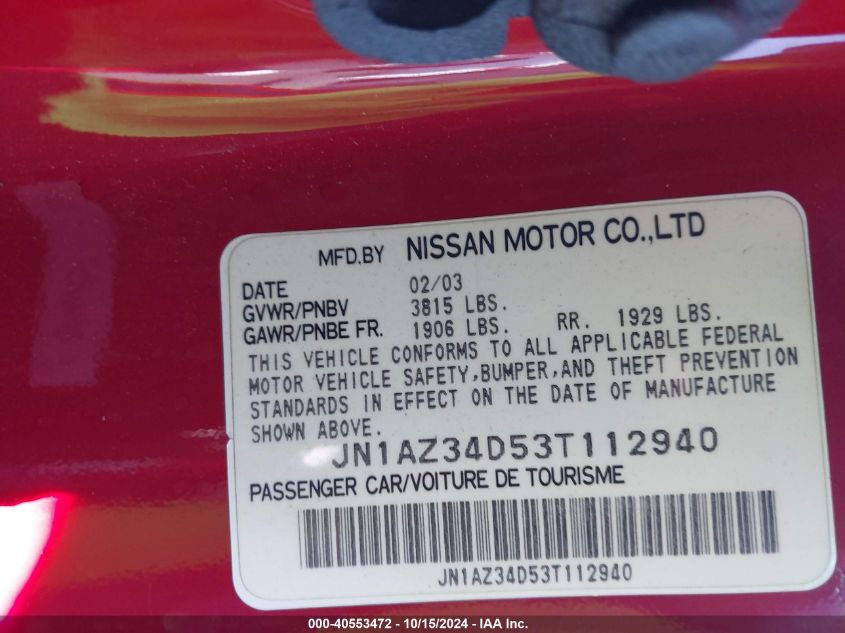 MFD.BY NISSAN MOTOR CO.,LTD
DATE 02/03
GVWR/PNBV 3815 LBS.
GAWR/PNBE FR. 1906 LBS. RR. 1929 LBS.
THIS VEHICLE CONFORMS TO ALL APPLICABLE FEDERAL
MOTOR VEHICLE SAFETY,BUMPER,AND THEFT PREVENTION
STANDARDS IN EFFECT ON THE DATE OF MANUFACTURE
SHOWN ABOVE.
JN1AZ34D53T112940
PASSENGER CAR/VOITURE DE TOURISME
JN1AZ34D53T112940
000-40553472 - 10/15/2024 - IAA Inc.